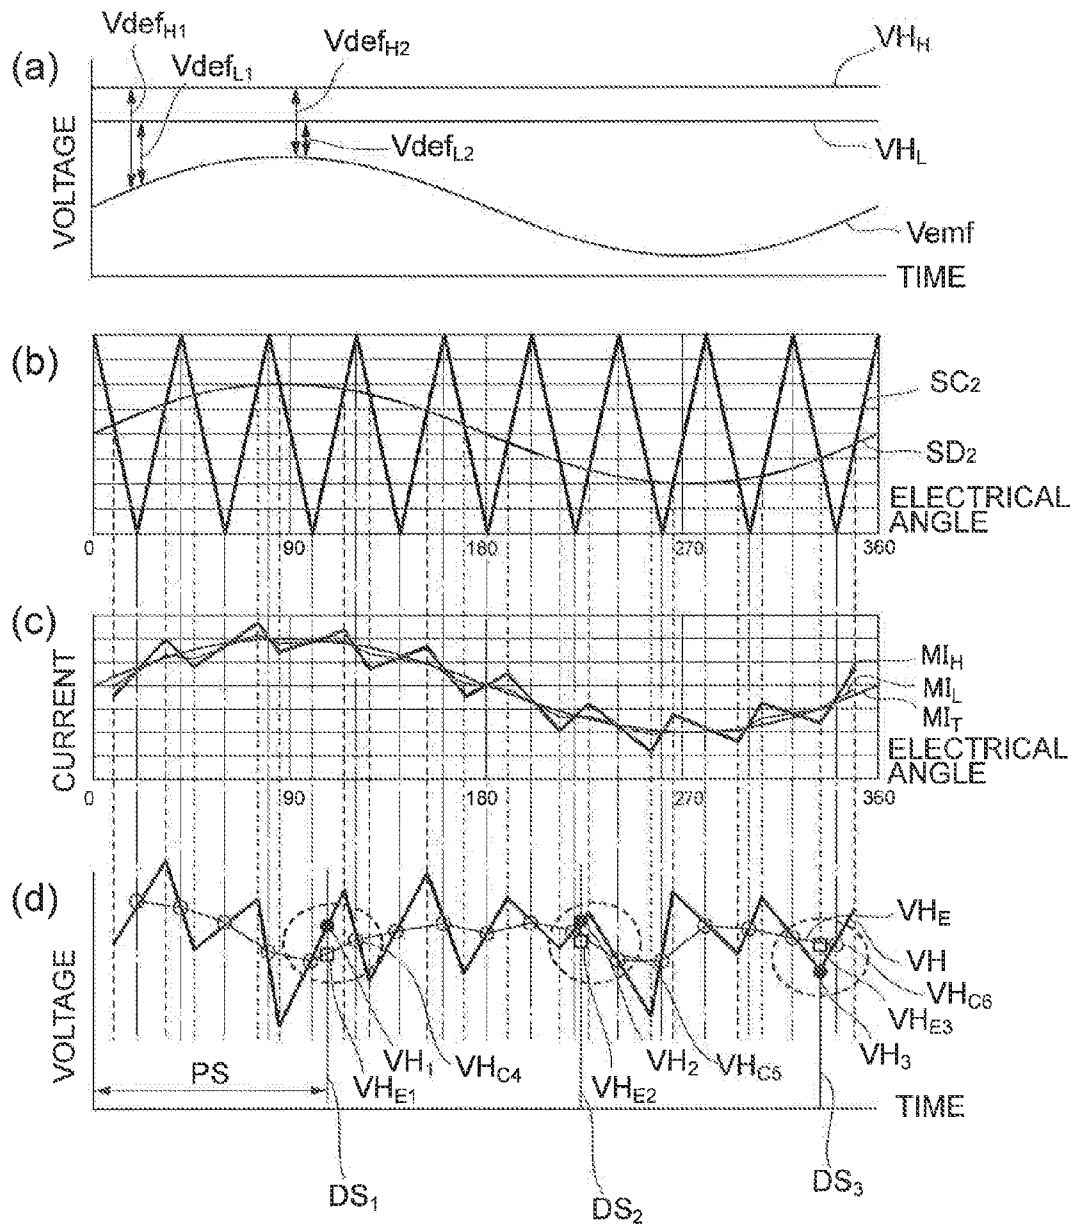 (a)
Vdef_H1
Vdef_L1
Vdef_H2
Vdef_L2
VH_H
VH_L
Vemf
VOLTAGE
TIME
(b)
SC_2
SD_2
ELECTRICAL
ANGLE
0 90 180 270 360
(c)
CURRENT
MI_H
MI_L
MI_T
ELECTRICAL
ANGLE
0 90 180 270 360
(d)
VOLTAGE
VH_E
VH
VH_C6
VH_E3
VH_3
PS
VH_E1
VH_1
VH_C4
VH_E2
VH_2
VH_C5
TIME
DS_1
DS_2
DS_3